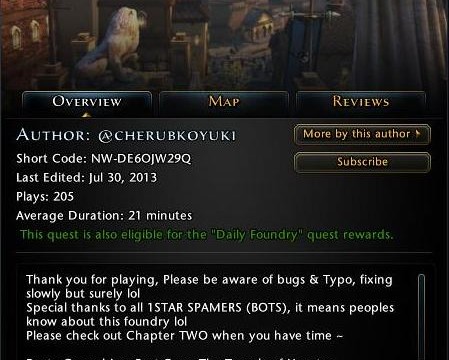 OVERVIEW
MAP
REVIEWS
AUTHOR: @CHERUBKOYUKI
More by this author
Short Code: NW-DE6OJW29Q
Subscribe
Last Edited: Jul 30, 2013
Plays: 205
Average Duration: 21 minutes
This quest is also eligible for the "Daily Foundry" quest rewards.
Thank you for playing, Please be aware of bugs & Typo, fixing
slowly but surely lol
Special thanks to all 1STAR SPAMERS (BOTS), it means peoples
know about this foundry lol
Please check out Chapter TWO when you have time ~